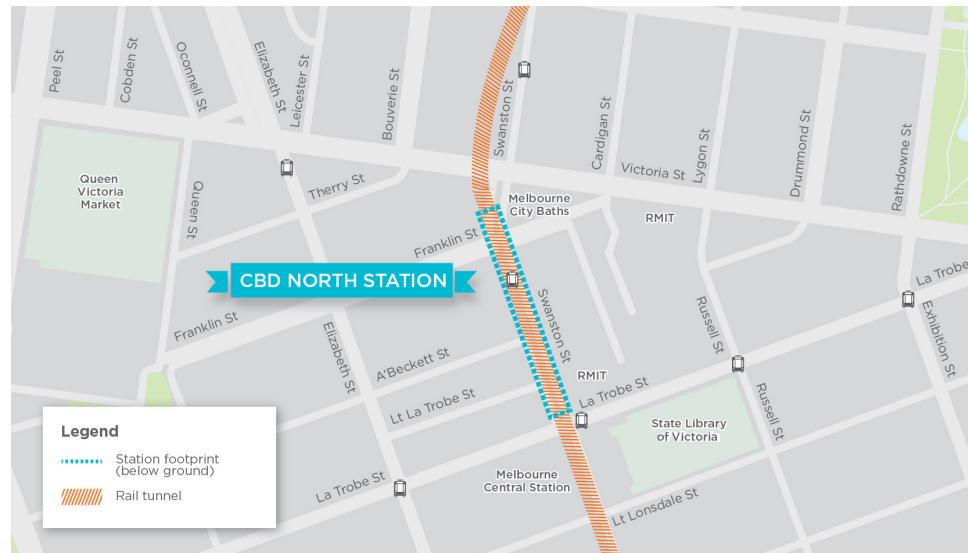 Peel St
Cobden St
Oconnell St
Elizabeth St
Leicester St
Bouverie St
Swanston St
Cardigan St
Lygon St
Drummond St
Rathdowne St
Victoria St
Queen
Victoria
Market
Queen St
Therry St
Melbourne
City Baths
RMIT
Franklin St
CBD NORTH STATION
La Trobe St
Swanston St
Russell St
Exhibition St
Franklin St
Elizabeth St
A'Beckett St
RMIT
Lt La Trobe St
La Trobe St
Russell St
State Library
of Victoria
Legend
Station footprint
(below ground)
Rail tunnel
La Trobe St
Melbourne
Central Station
Lt Lonsdale St